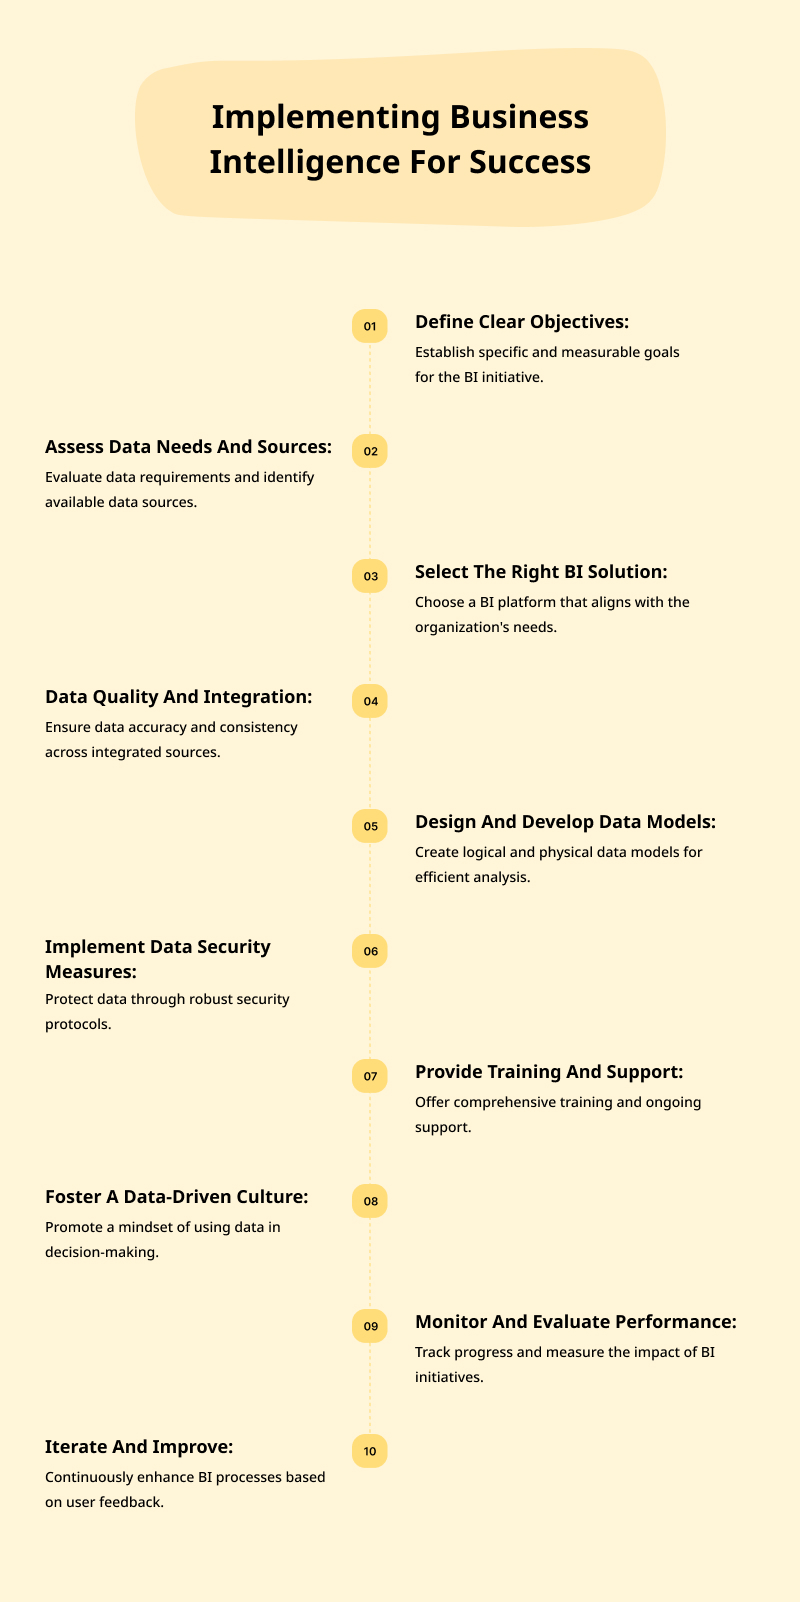 Implementing Business
Intelligence For Success
01
Define Clear Objectives:
Establish specific and measurable goals
for the BI initiative.
02
Assess Data Needs And Sources:
Evaluate data requirements and identify
available data sources.
03
Select The Right BI Solution:
Choose a BI platform that aligns with the
organization's needs.
04
Data Quality And Integration:
Ensure data accuracy and consistency
across integrated sources.
05
Design And Develop Data Models:
Create logical and physical data models for
efficient analysis.
06
Implement Data Security
Measures:
Protect data through robust security
protocols.
07
Provide Training And Support:
Offer comprehensive training and ongoing
support.
08
Foster A Data-Driven Culture:
Promote a mindset of using data in
decision-making.
09
Monitor And Evaluate Performance:
Track progress and measure the impact of BI
initiatives.
10
Iterate And Improve:
Continuously enhance BI processes based
on user feedback.